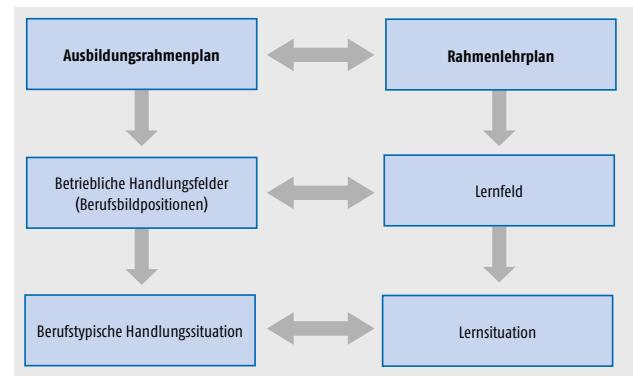 Ausbildungsrahmenplan
Rahmenlehrplan
Betriebliche Handlungsfelder
(Berufsbildpositionen)
Lernfeld
Berufstypische Handlungssituation
Lernsituation